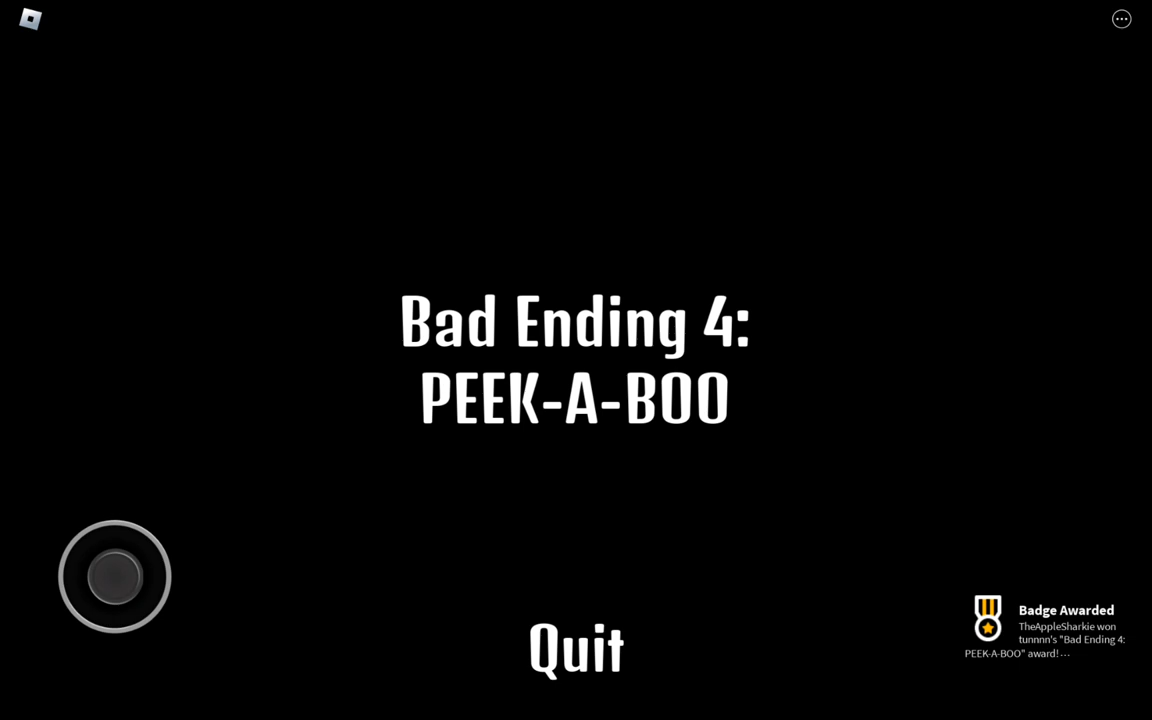 Bad Ending 4:
PEEK-A-BOO
Quit
Badge Awarded
TheAppleSharkie won
tunnnn's "Bad Ending 4:
PEEK-A-BOO" award!...